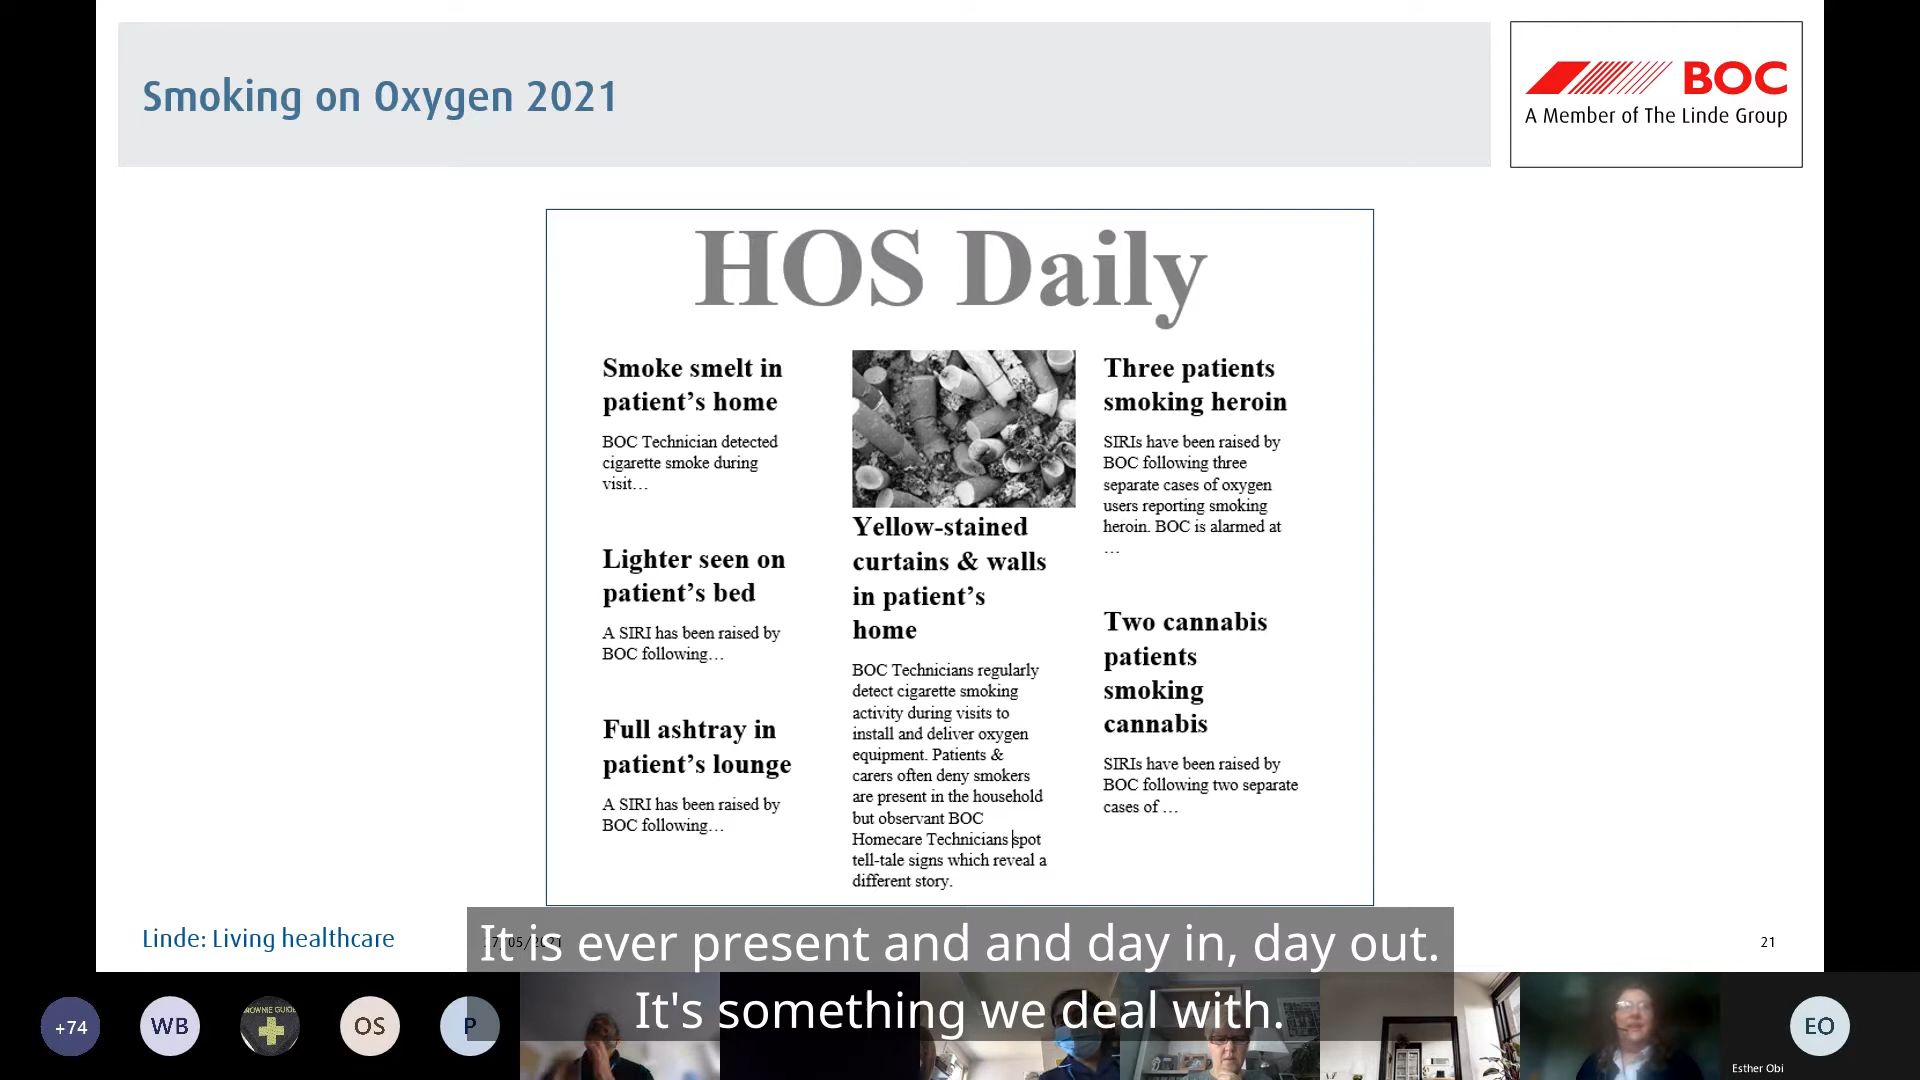 Smoking on Oxygen 2021
BOC
A Member of The Linde Group
HOS Daily
Smoke smelt in
patient's home
BOC Technician detected
cigarette smoke during
visit…
Lighter seen on
patient's bed
A SIRI has been raised by
BOC following…
Full ashtray in
patient's lounge
A SIRI has been raised by
BOC following…
Yellow-stained
curtains & walls
in patient's
home
BOC Technicians regularly
detect cigarette smoking
activity during visits to
install and deliver oxygen
equipment. Patients &
carers often deny smokers
are present in the household
but observant BOC
Homecare Technicians spot
tell-tale signs which reveal a
different story.
Three patients
smoking heroin
SIRIs have been raised by
BOC following three
separate cases of oxygen
users reporting smoking
heroin. BOC is alarmed at
…
Two cannabis
patients
smoking
cannabis
SIRIs have been raised by
BOC following two separate
cases of …
Linde: Living healthcare
21
It is ever present and and day in, day out.
It's something we deal with.
+74
WB
OS
P
EO
Esther Obi